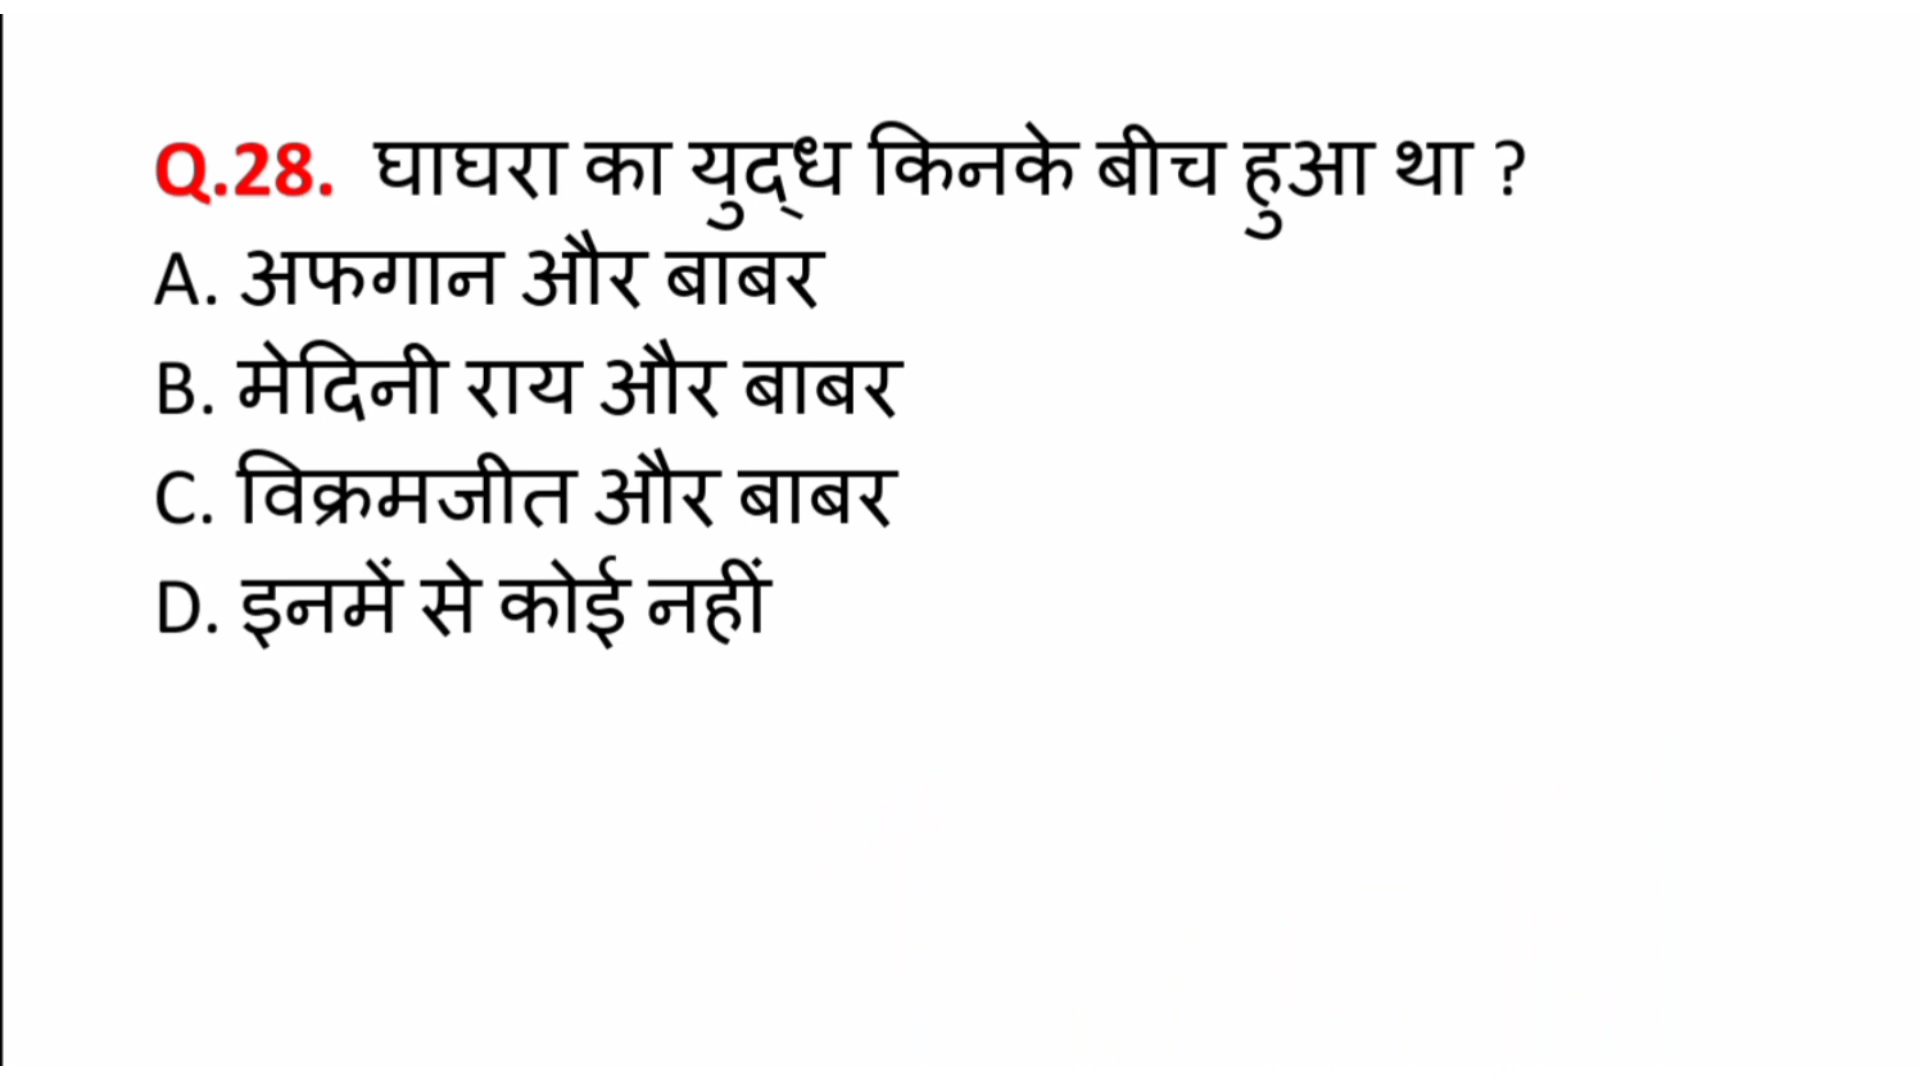 Q.28. घाघरा का युद्ध किनके बीच हुआ था ?
A. अफगान और बाबर
B. मेदिनी राय और बाबर
C. विक्रमजीत और बाबर
D. इनमें से कोई नहीं